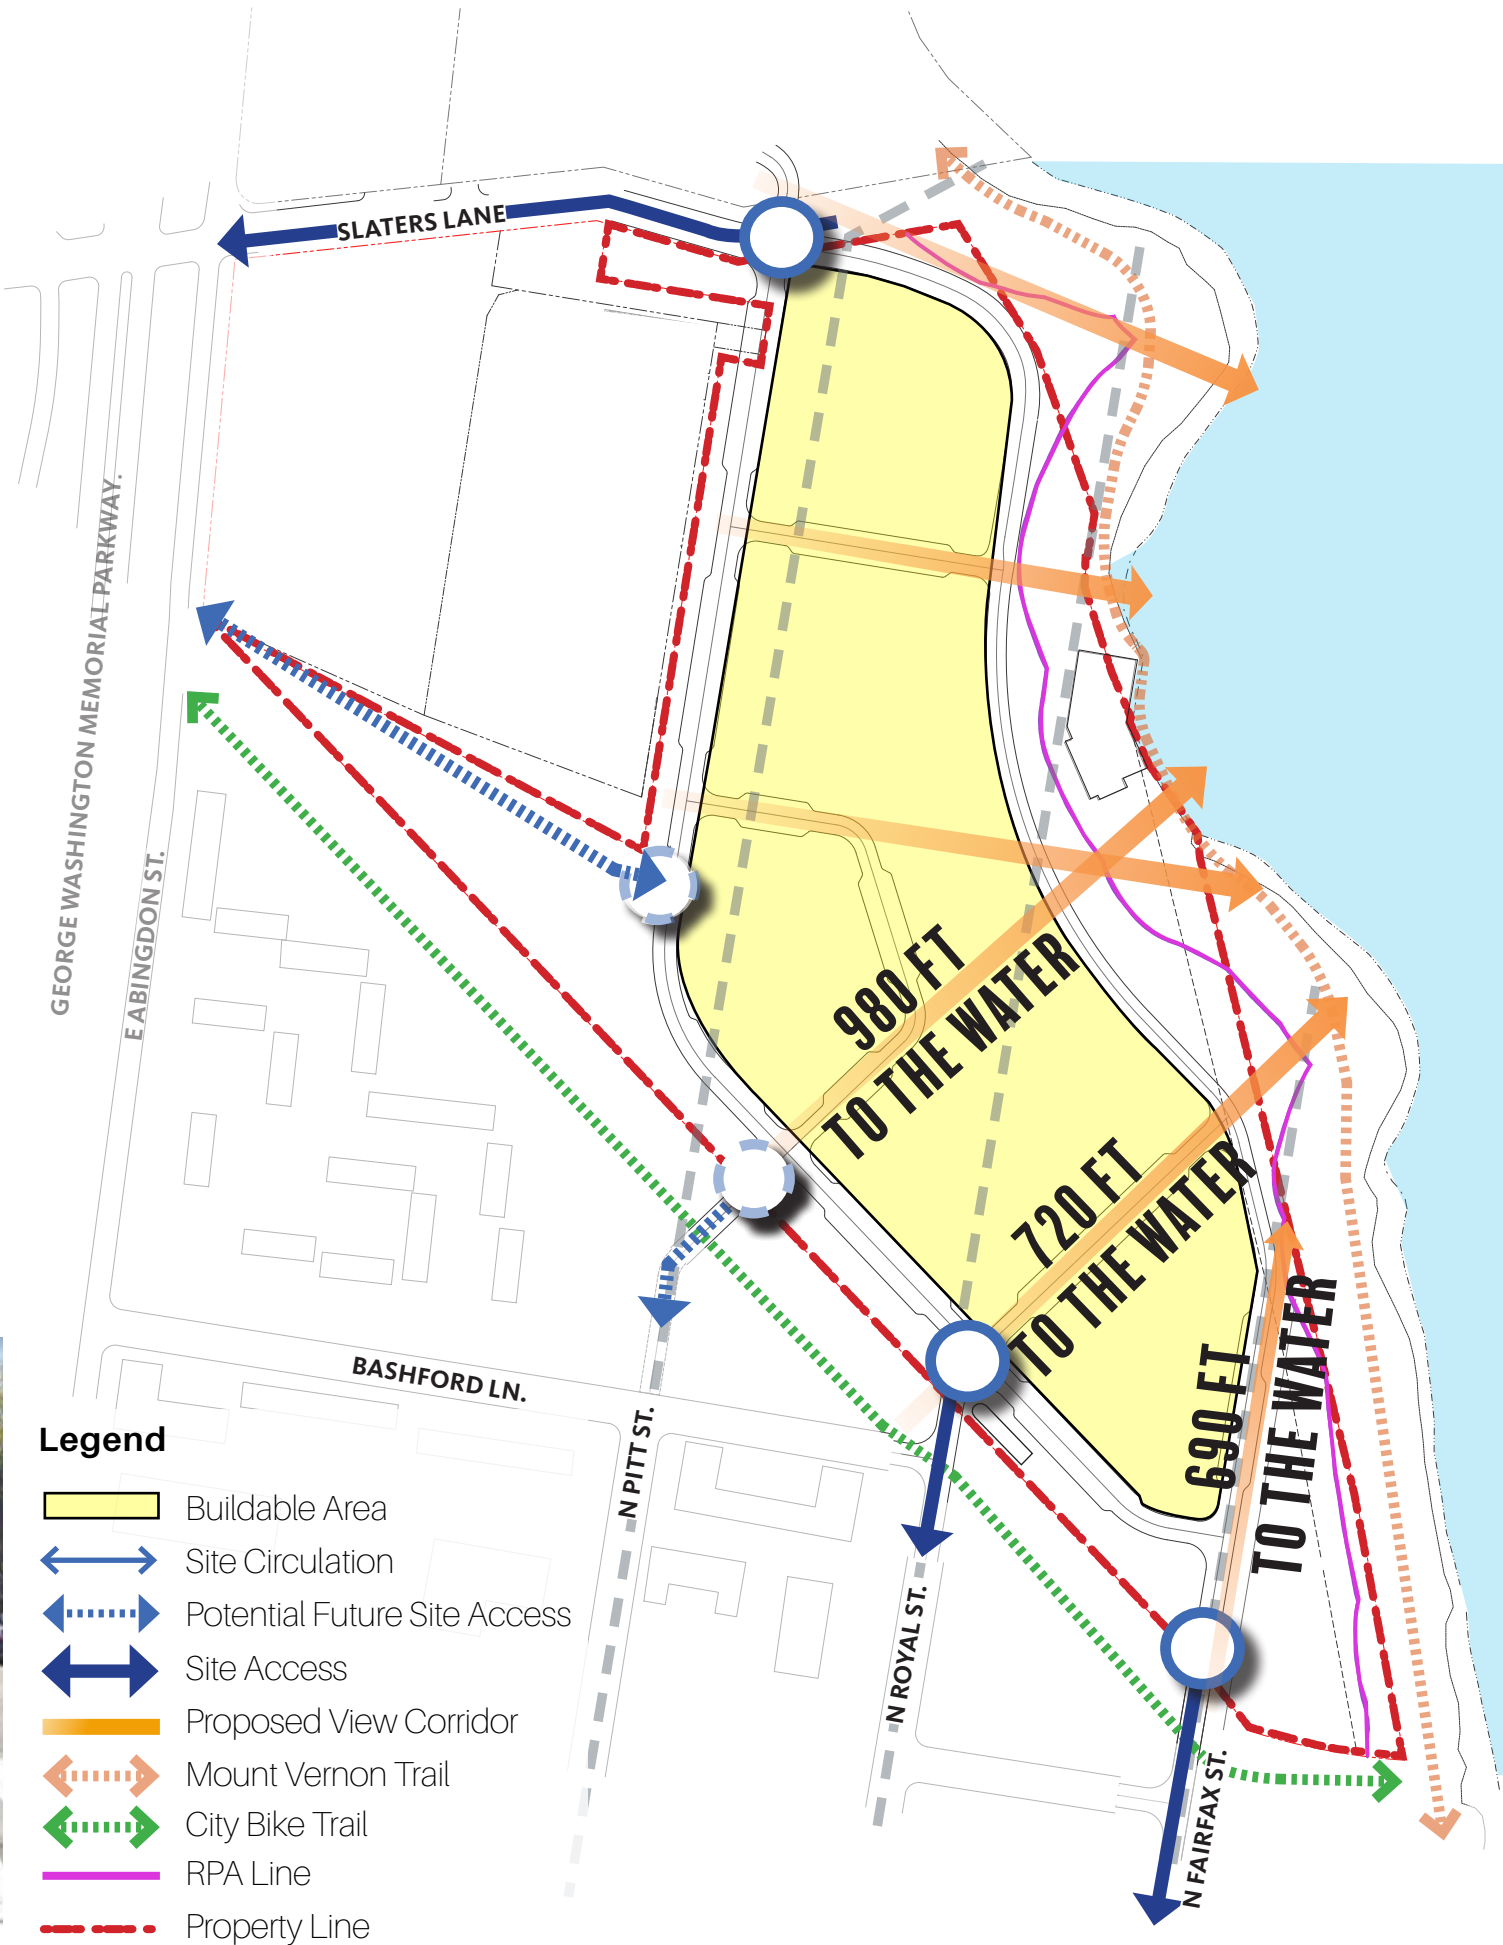 SLATERS LANE
GEORGE WASHINGTON MEMORIAL PARKWAY.
E ABINGDON ST.
980 FT
TO THE WATER
720 FT
TO THE WATER
690 FT
TO THE WATER
BASHFORD LN.
N PITT ST.
N ROYAL ST.
N FAIRFAX ST.
Legend
Buildable Area
Site Circulation
Potential Future Site Access
Site Access
Proposed View Corridor
Mount Vernon Trail
City Bike Trail
RPA Line
Property Line